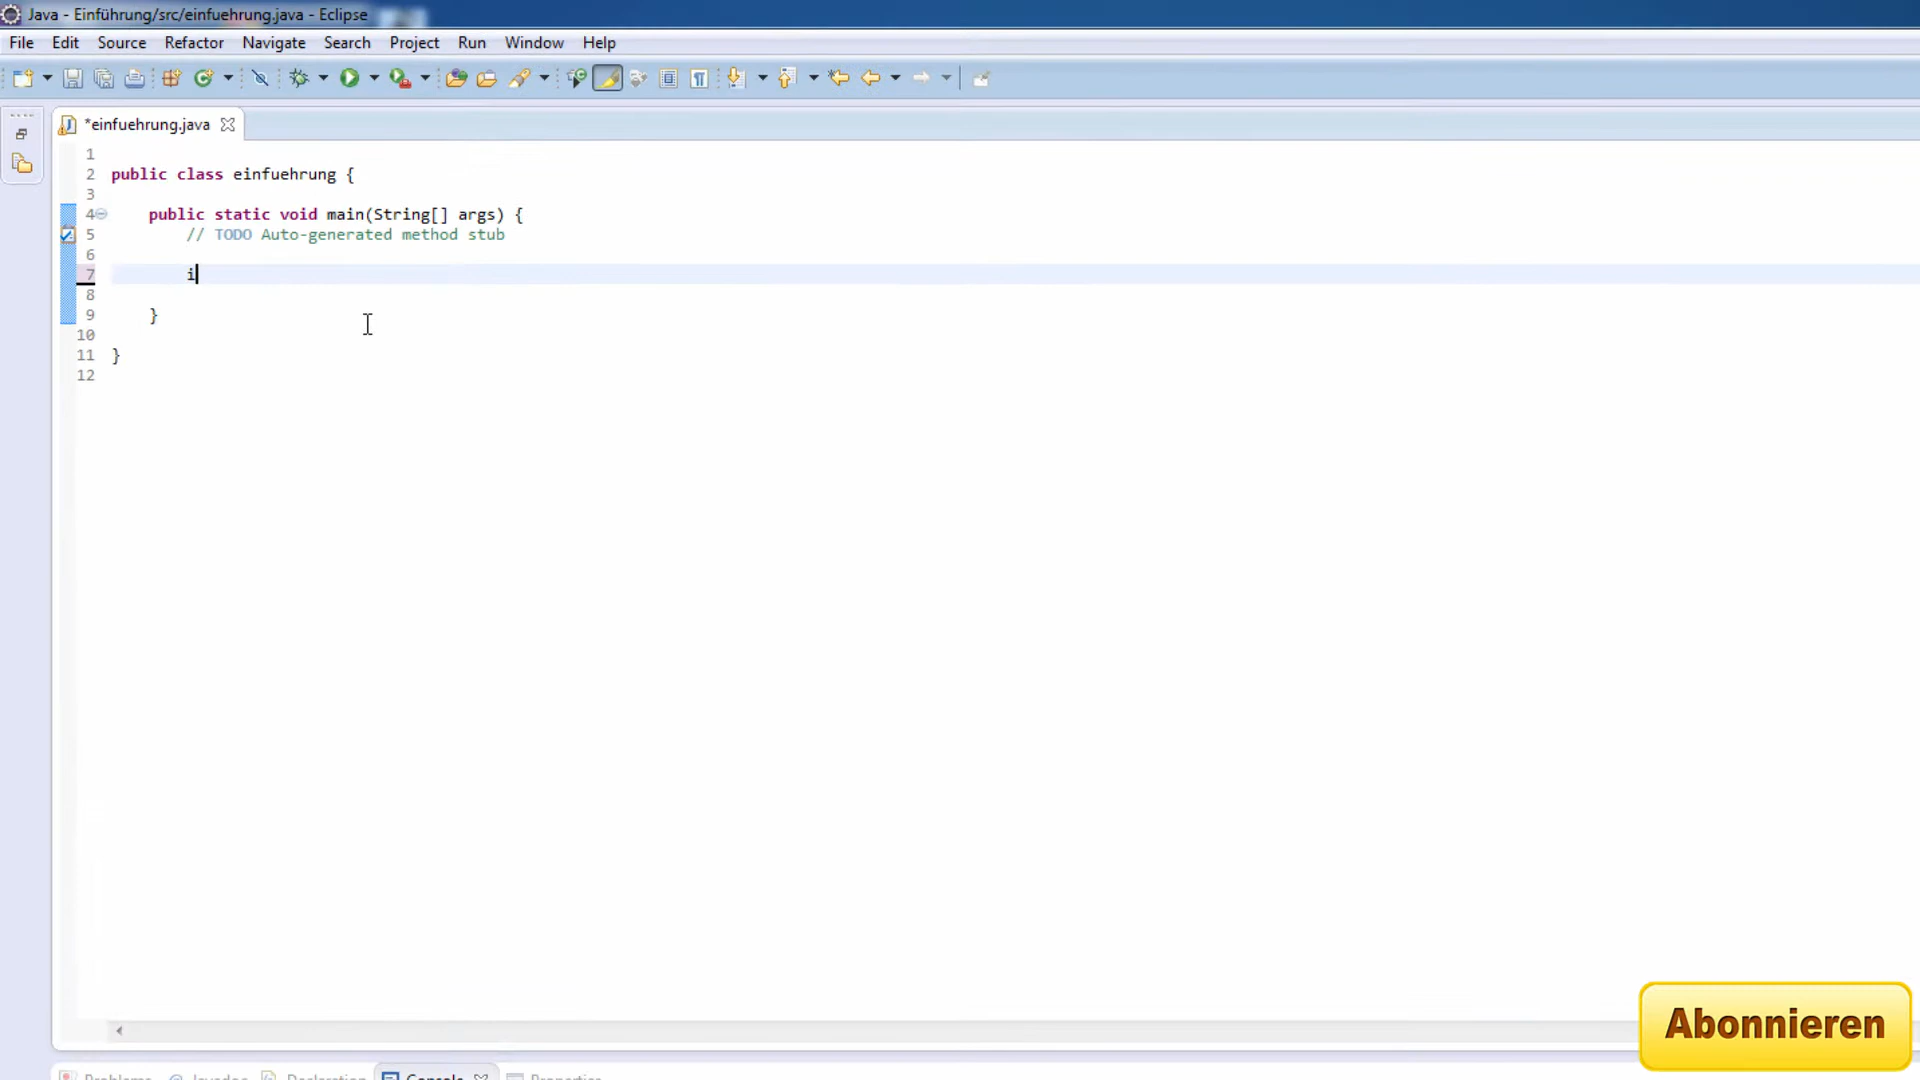 Java - Einführung/src/einfuehrung.java - Eclipse
File Edit Source Refactor Navigate Search Project Run Window Help
*einfuehrung.java
1
2 public class einfuehrung {
3
4 public static void main(String[] args) {
5 // TODO Auto-generated method stub
6
7 i
8
9 }
10
11 }
12
Abonnieren
Problems @ Javadoc Declaration Console Properties